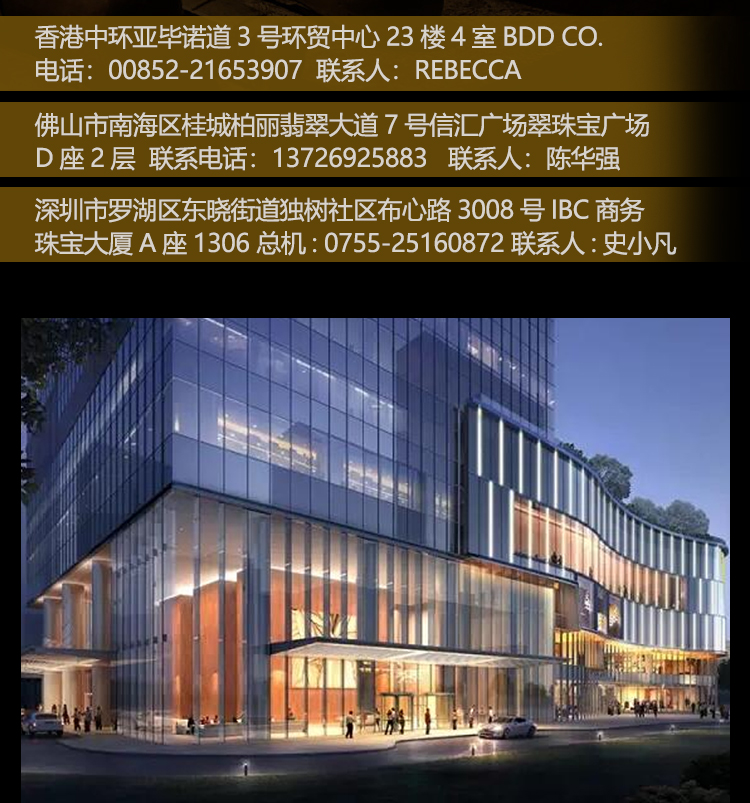 香港中环亚毕诺道 3 号环贸中心 23 楼 4 室 BDD CO.
电话：00852-21653907 联系人：REBECCA
佛山市南海区桂城柏丽翡翠大道 7 号信汇广场翠珠宝广场
D 座 2 层 联系电话：13726925883 联系人：陈华强
深圳市罗湖区东晓街道独树社区布心路 3008 号 IBC 商务
珠宝大厦 A 座 1306 总机 : 0755-25160872 联系人 : 史小凡